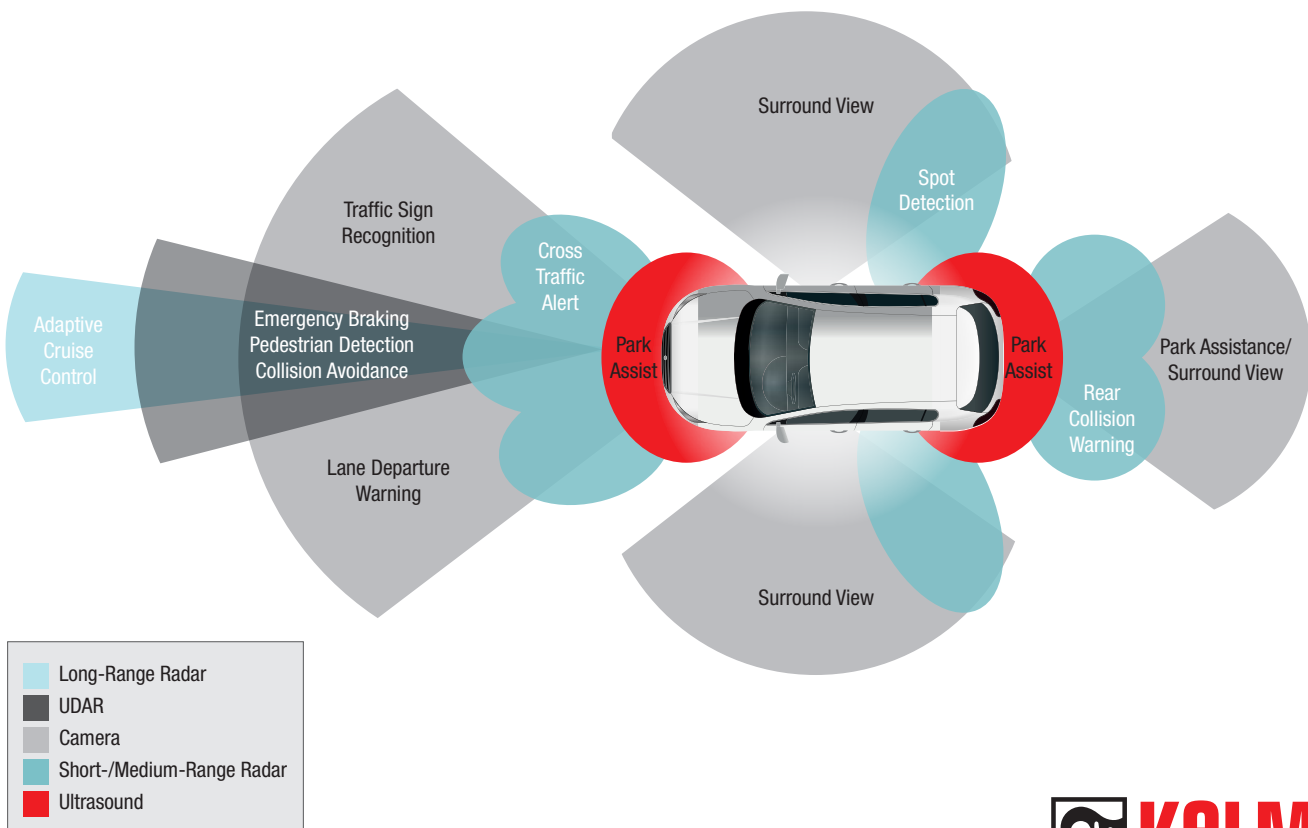 Surround View
Spot
Detection
Traffic Sign
Recognition
Cross
Traffic
Alert
Adaptive
Cruise
Control
Emergency Braking
Pedestrian Detection
Collision Avoidance
Park
Assist
Park
Assist
Park Assistance/
Surround View
Rear
Collision
Warning
Lane Departure
Warning
Surround View
Long-Range Radar
UDAR
Camera
Short-/Medium-Range Radar
Ultrasound